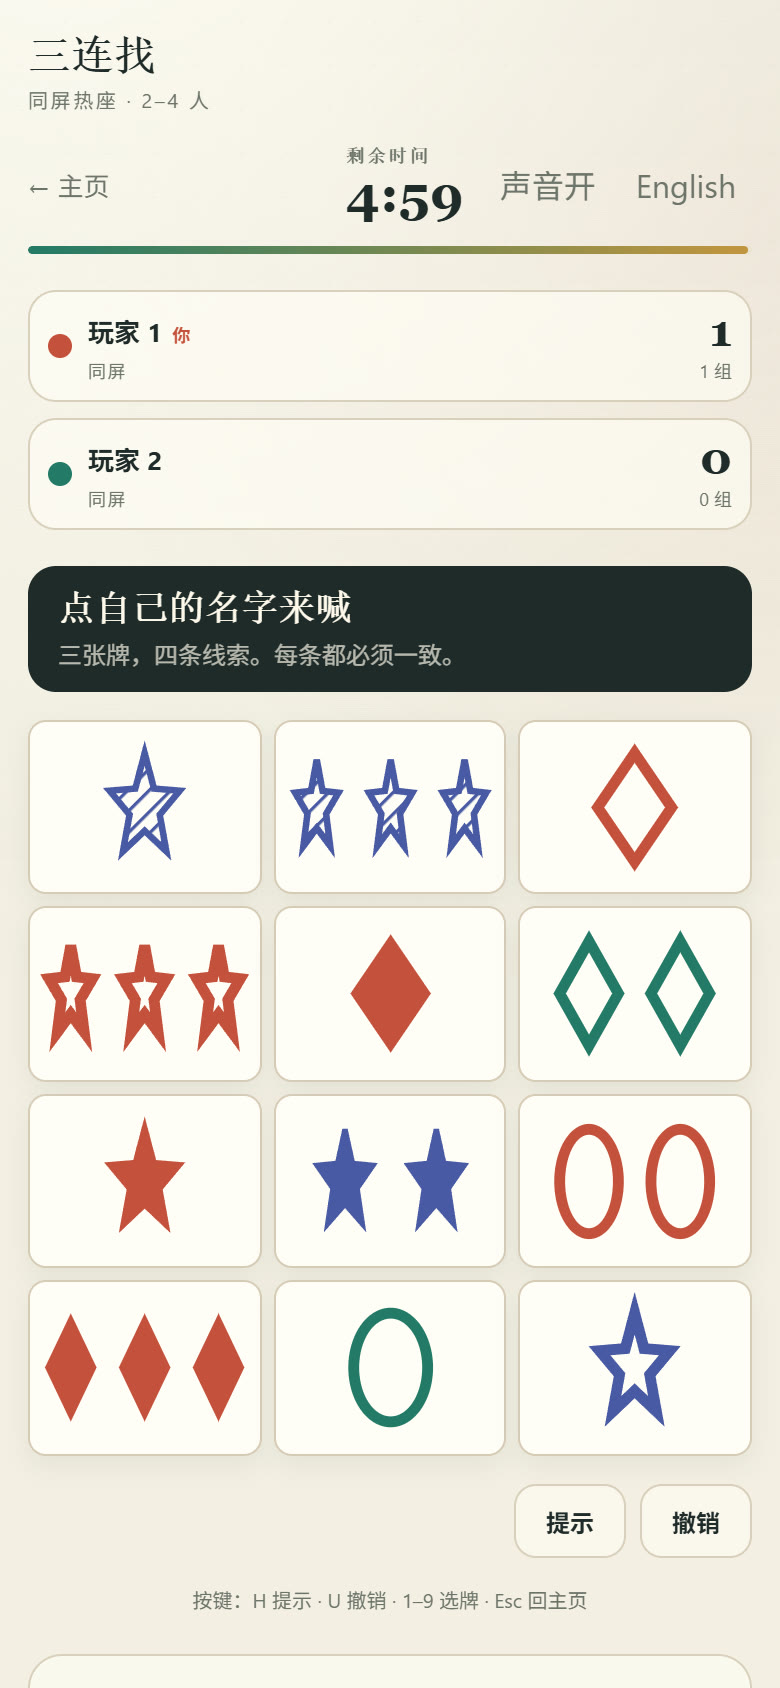 三连找
同屏热座 · 2–4 人
← 主页
剩余时间
4:59
声音开
English
玩家 1 你
1
同屏
1 组
玩家 2
0
同屏
0 组
点自己的名字来喊
三张牌，四条线索。每条都必须一致。
提示
撤销
按键：H 提示 · U 撤销 · 1–9 选牌 · Esc 回主页